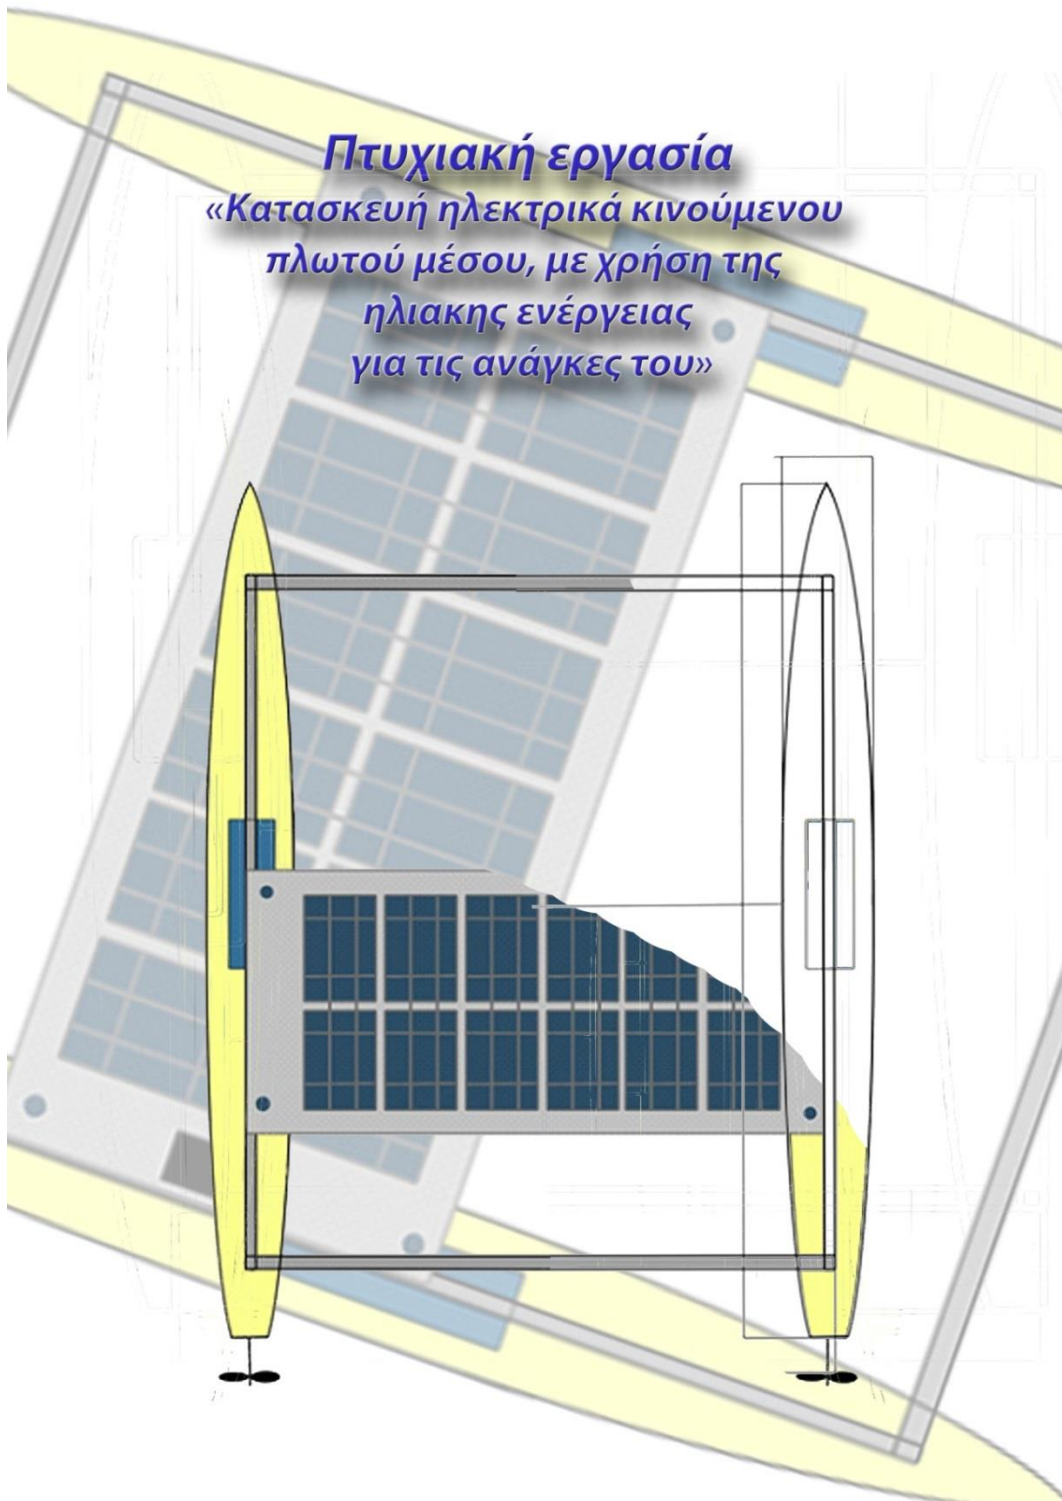 Πτυχιακή εργασία
«Κατασκευή ηλεκτρικά κινούμενου
πλωτού μέσου, με χρήση της
ηλιακης ενέργειας
για τις ανάγκες του»